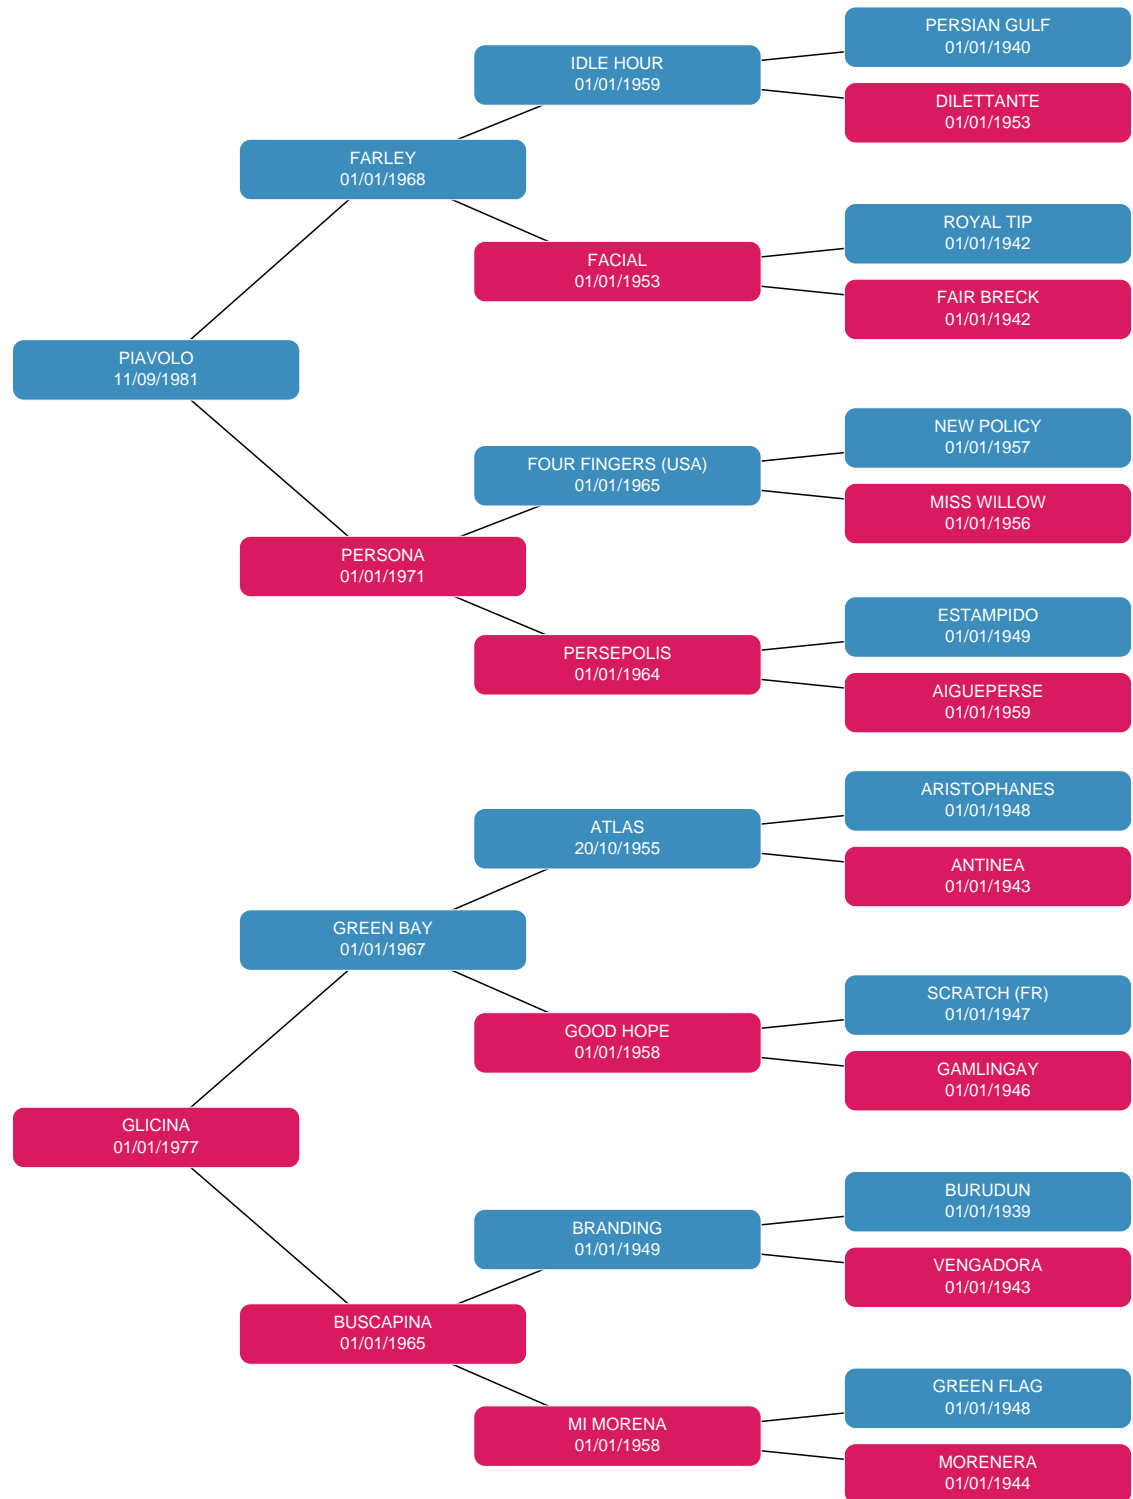 PERSIAN GULF
01/01/1940
IDLE HOUR
01/01/1959
DILETTANTE
01/01/1953
FARLEY
01/01/1968
ROYAL TIP
01/01/1942
FACIAL
01/01/1953
FAIR BRECK
01/01/1942
PIAVOLO
11/09/1981
NEW POLICY
01/01/1957
FOUR FINGERS (USA)
01/01/1965
MISS WILLOW
01/01/1956
PERSONA
01/01/1971
ESTAMPIDO
01/01/1949
PERSEPOLIS
01/01/1964
AIGUEPERSE
01/01/1959
ARISTOPHANES
01/01/1948
ATLAS
20/10/1955
ANTINEA
01/01/1943
GREEN BAY
01/01/1967
SCRATCH (FR)
01/01/1947
GOOD HOPE
01/01/1958
GAMLINGAY
01/01/1946
GLICINA
01/01/1977
BURUDUN
01/01/1939
BRANDING
01/01/1949
VENGADORA
01/01/1943
BUSCAPINA
01/01/1965
GREEN FLAG
01/01/1948
MI MORENA
01/01/1958
MORENERA
01/01/1944